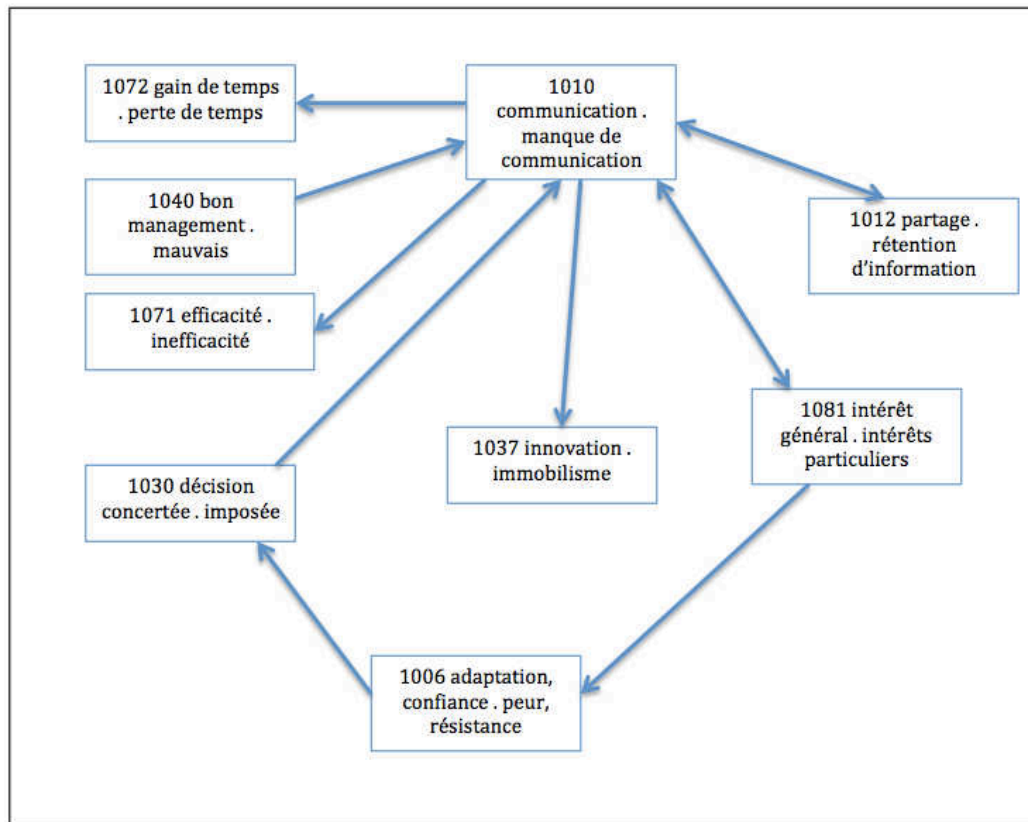 1072 gain de temps
. perte de temps
1010
communication .
manque de
communication
1040 bon
management .
mauvais
1012 partage .
rétention
d’information
1071 efficacité .
inefficacité
1081 intérêt
général . intérêts
particuliers
1037 innovation .
immobilisme
1030 décision
concertée . imposée
1006 adaptation,
confiance . peur,
résistance